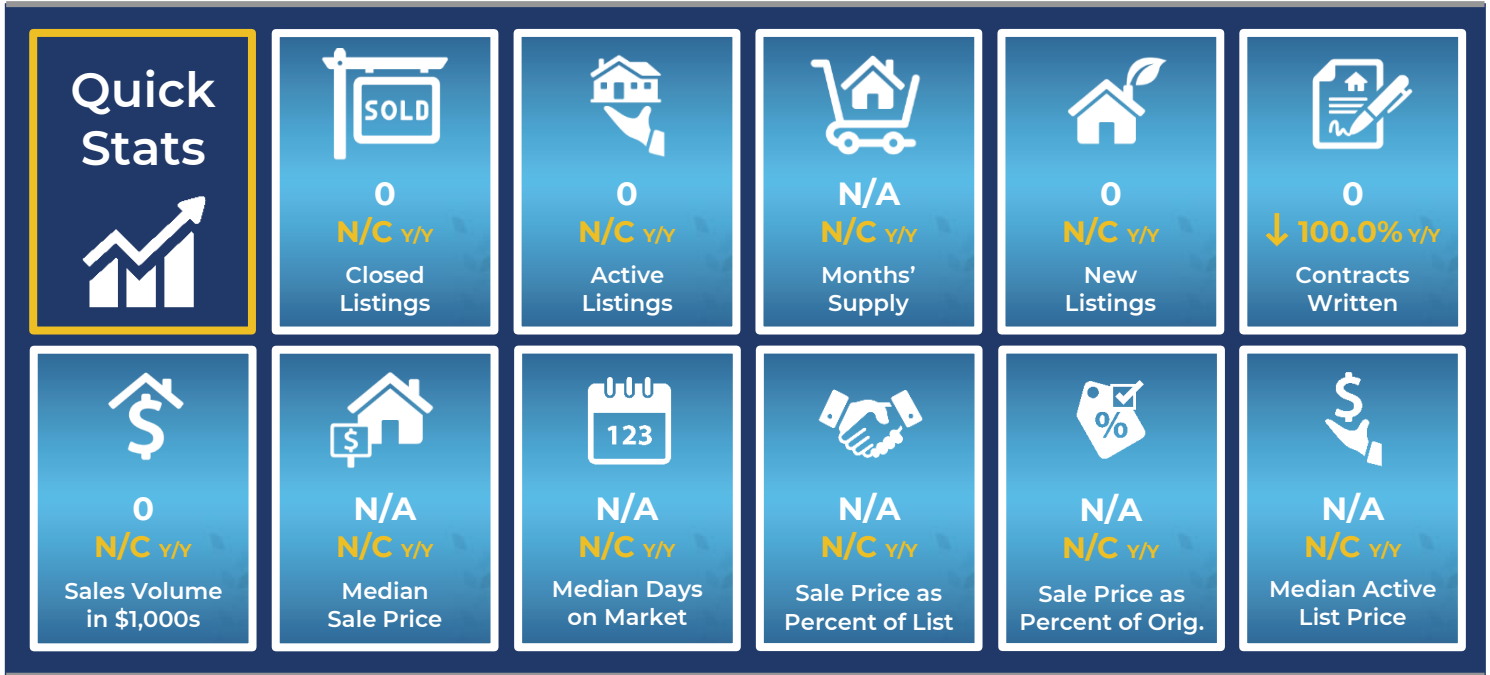 Quick
Stats
SOLD
0
N/C Y/Y
Closed
Listings
0
N/C Y/Y
Active
Listings
N/A
N/C Y/Y
Months’
Supply
0
N/C Y/Y
New
Listings
0
↓ 100.0% Y/Y
Contracts
Written
$
0
N/C Y/Y
Sales Volume
in $1,000s
$
N/A
N/C Y/Y
Median
Sale Price
123
N/A
N/C Y/Y
Median Days
on Market
N/A
N/C Y/Y
Sale Price as
Percent of List
%
N/A
N/C Y/Y
Sale Price as
Percent of Orig.
$
N/A
N/C Y/Y
Median Active
List Price